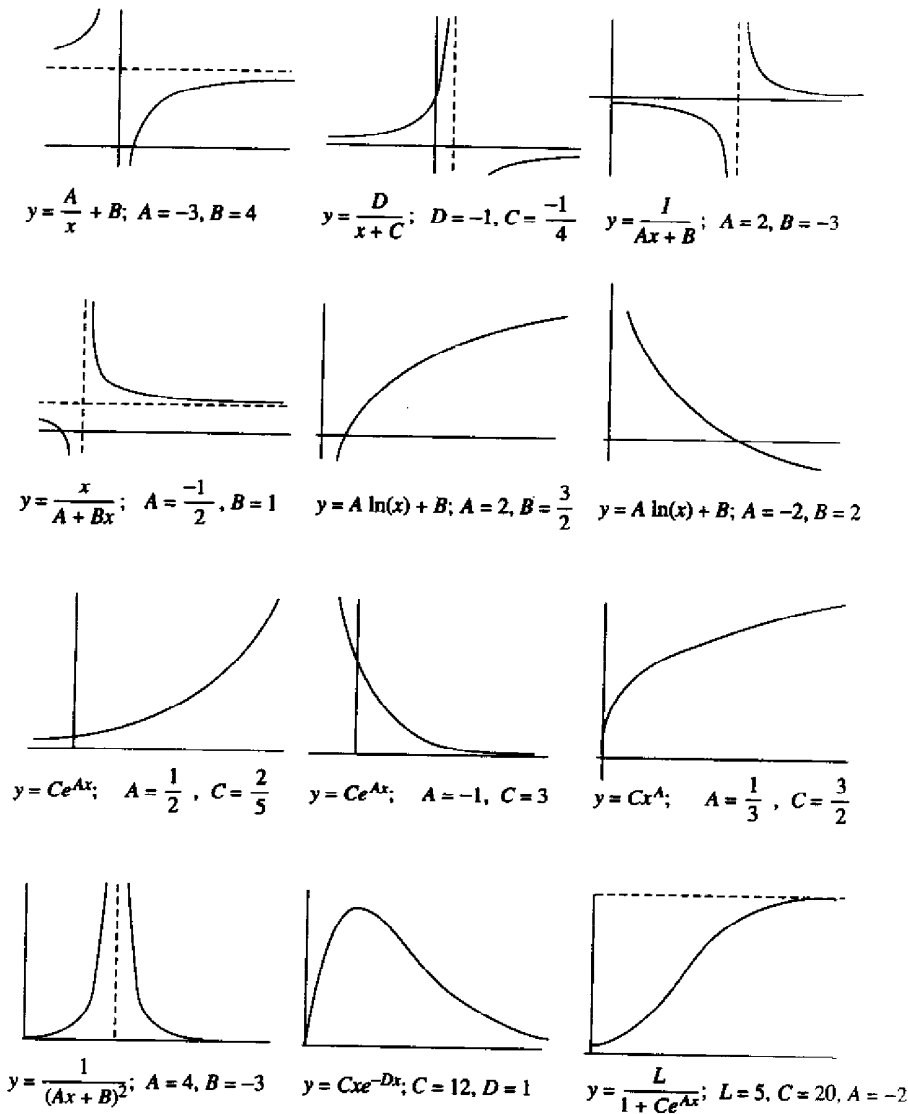 y = A/x + B; A = −3, B = 4
y = D/(x + C); D = −1, C = −1/4
y = I/(Ax + B); A = 2, B = −3
y = x/(A + Bx); A = −1/2, B = 1
y = A ln(x) + B; A = 2, B = 3/2
y = A ln(x) + B; A = −2, B = 2
y = Ce^{Ax}; A = 1/2, C = 2/5
y = Ce^{Ax}; A = −1, C = 3
y = Cx^A; A = 1/3, C = 3/2
y = 1/(Ax + B)^2; A = 4, B = −3
y = Cxe^{−Dx}; C = 12, D = 1
y = L/(1 + Ce^{Ax}); L = 5, C = 20, A = −2